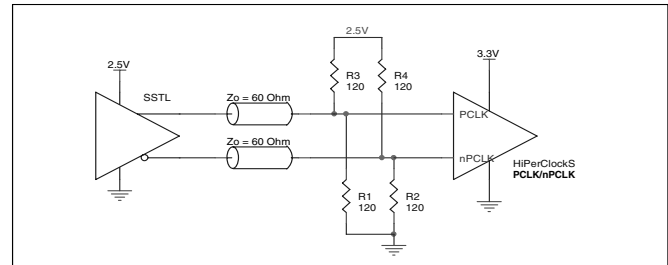 2.5V
3.3V
2.5V
SSTL
R3
120
R4
120
Zo = 60 Ohm
PCLK
Zo = 60 Ohm
nPCLK
HiPerClockS
PCLK/nPCLK
R1
120
R2
120